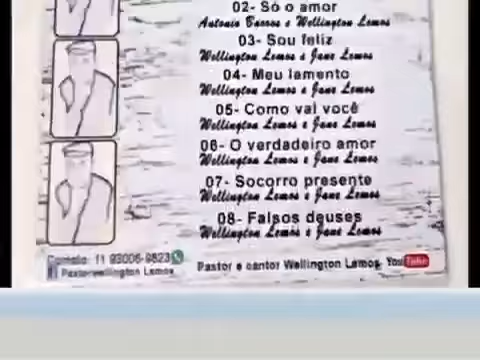 02- Só o amor
Antonio Barros e Wellington Lemos
03- Sou feliz
Wellington Lemos e Jane Lemos
04- Meu lamento
Wellington Lemos e Jane Lemos
05- Como vai você
Wellington Lemos e Jane Lemos
06- O verdadeiro amor
Wellington Lemos e Jane Lemos
07- Socorro presente
Wellington Lemos e Jane Lemos
08- Falsos deuses
Wellington Lemos e Jane Lemos
Contato: 11 93006-9823
Pastor wellington Lemos
Pastor e cantor Wellington Lemos YouTube